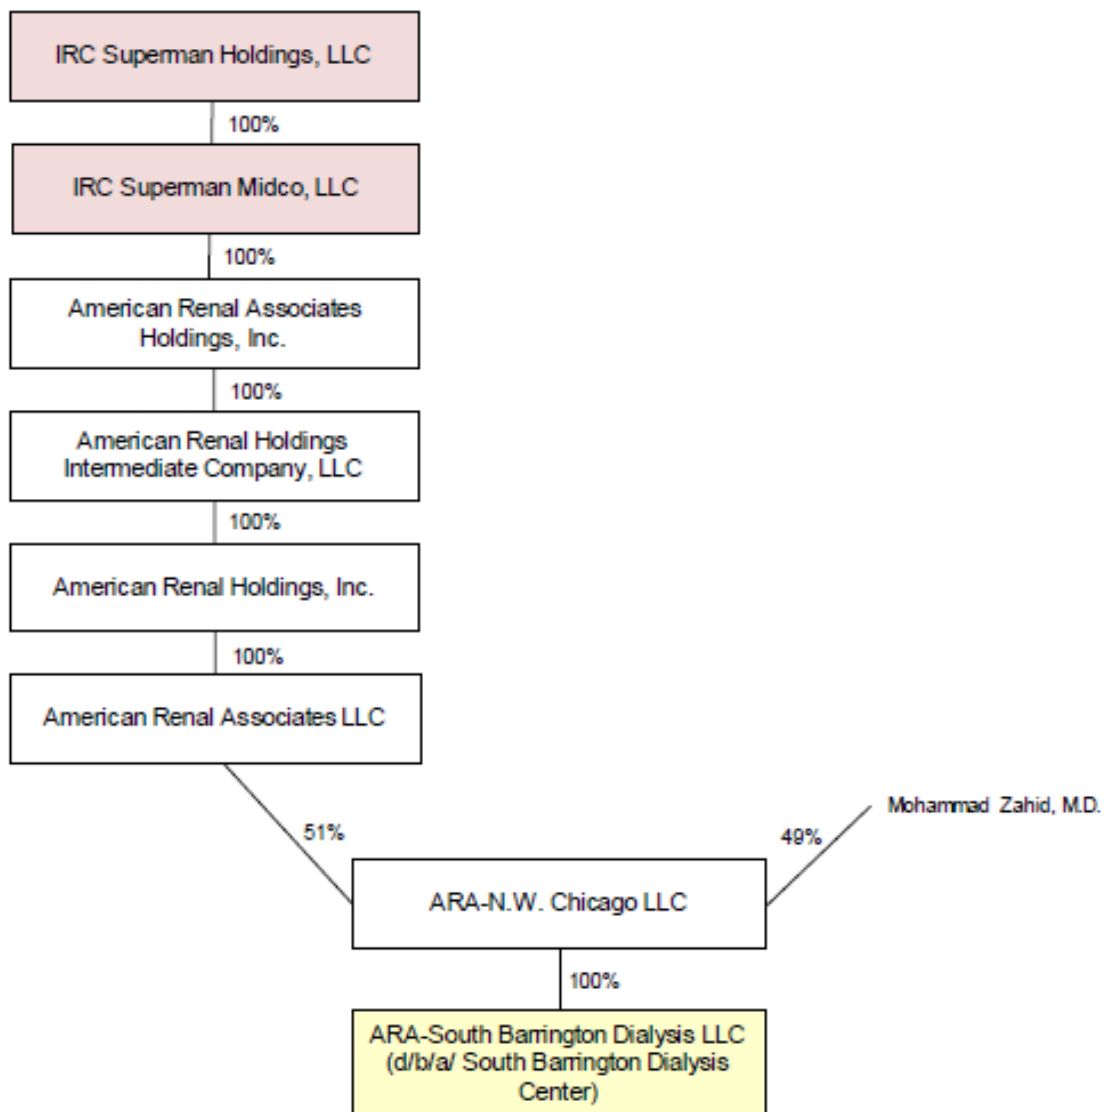 IRC Superman Holdings, LLC
100%
IRC Superman Midco, LLC
100%
American Renal Associates
Holdings, Inc.
100%
American Renal Holdings
Intermediate Company, LLC
100%
American Renal Holdings, Inc.
100%
American Renal Associates LLC
Mohammad Zahid, M.D.
51%
49%
ARA-N.W. Chicago LLC
100%
ARA-South Barrington Dialysis LLC
(d/b/a/ South Barrington Dialysis
Center)